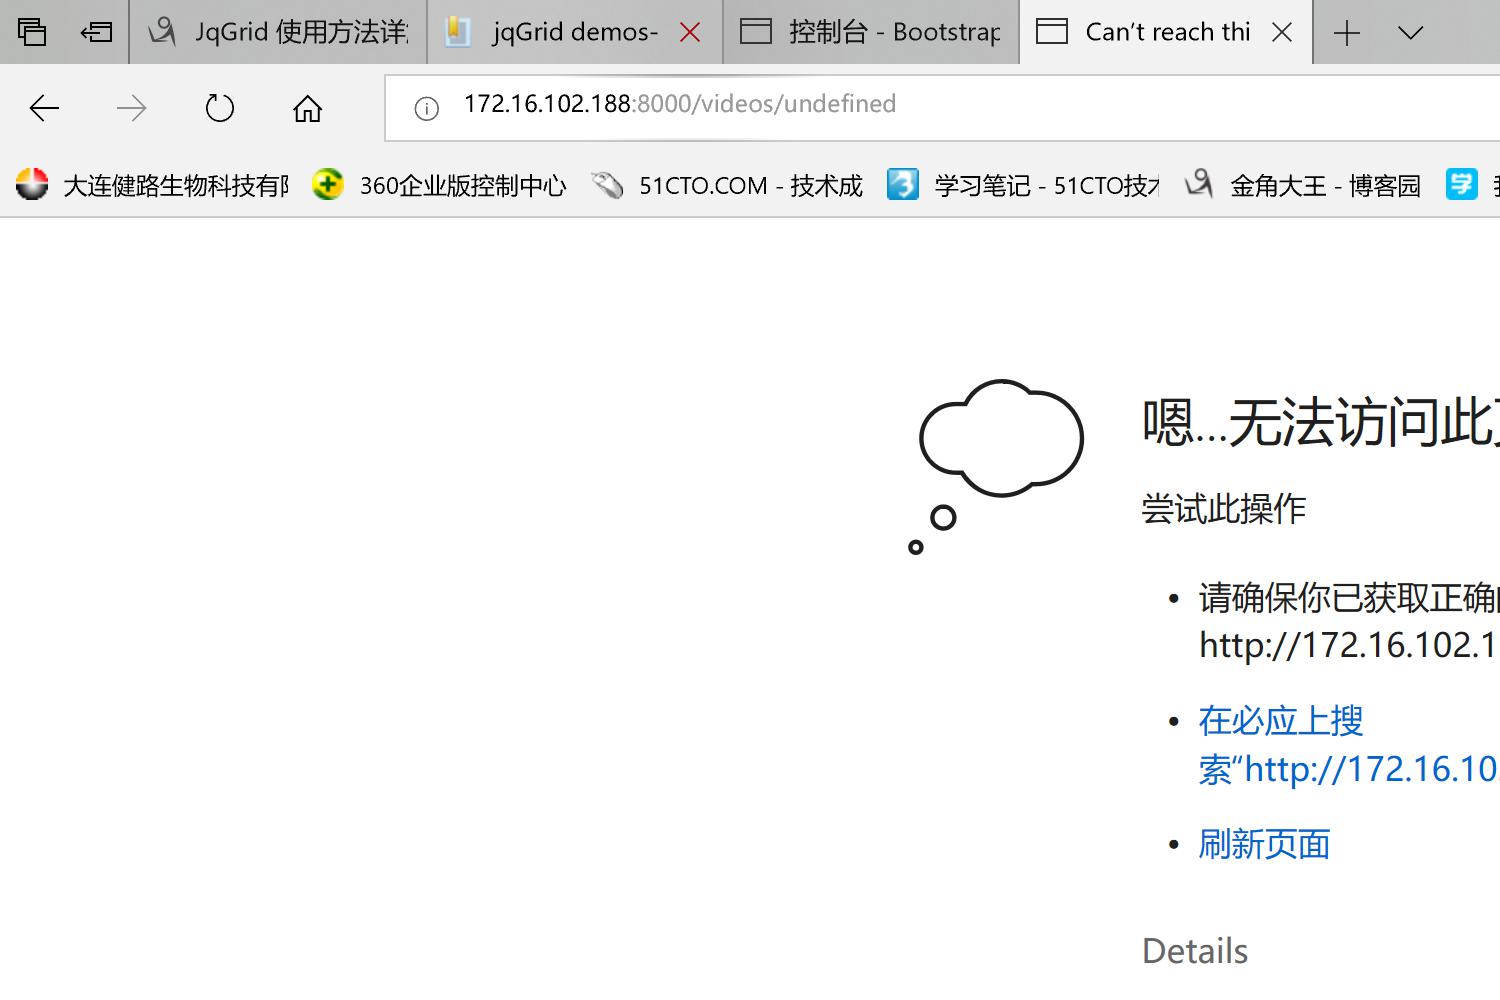 JqGrid 使用方法详
jqGrid demos-
控制台 - Bootstrap
Can't reach thi
172.16.102.188:8000/videos/undefined
大连健路生物科技有
360企业版控制中心
51CTO.COM - 技术成
学习笔记 - 51CTO技
金角大王 - 博客园
学
嗯...无法访问此
尝试此操作
• 请确保你已获取正确
http://172.16.102.1
• 在必应上搜
索“http://172.16.10
• 刷新页面
Details